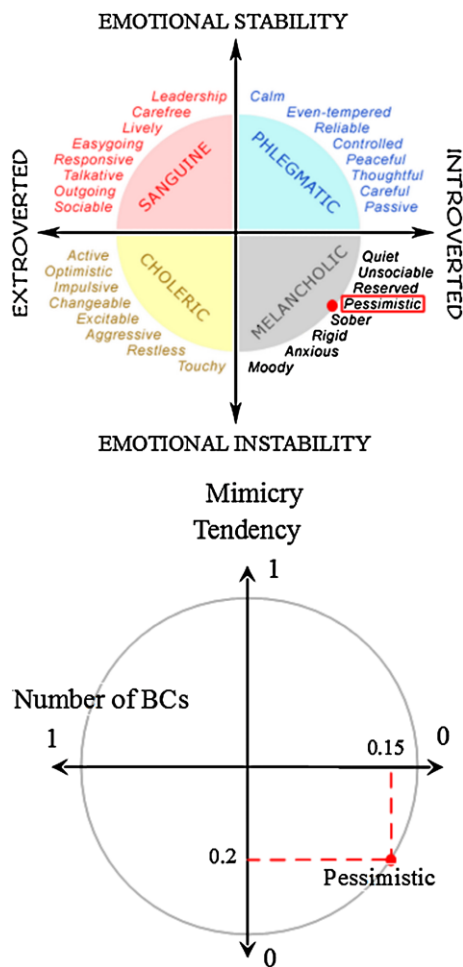 EMOTIONAL STABILITY
EXTROVERTED
INTROVERTED
Leadership
Carefree
Lively
Easygoing
Responsive
Talkative
Outgoing
Sociable
SANGUINE
Calm
Even-tempered
Reliable
Controlled
Peaceful
Thoughtful
Careful
Passive
PHLEGMATIC
Active
Optimistic
Impulsive
Changeable
Excitable
Aggressive
Restless
Touchy
CHOLERIC
Quiet
Unsociable
Reserved
Pessimistic
Sober
Rigid
Anxious
Moody
MELANCHOLIC
EMOTIONAL INSTABILITY
Mimicry
Tendency
1
Number of BCs
1
0.15
0
0.2
Pessimistic
0